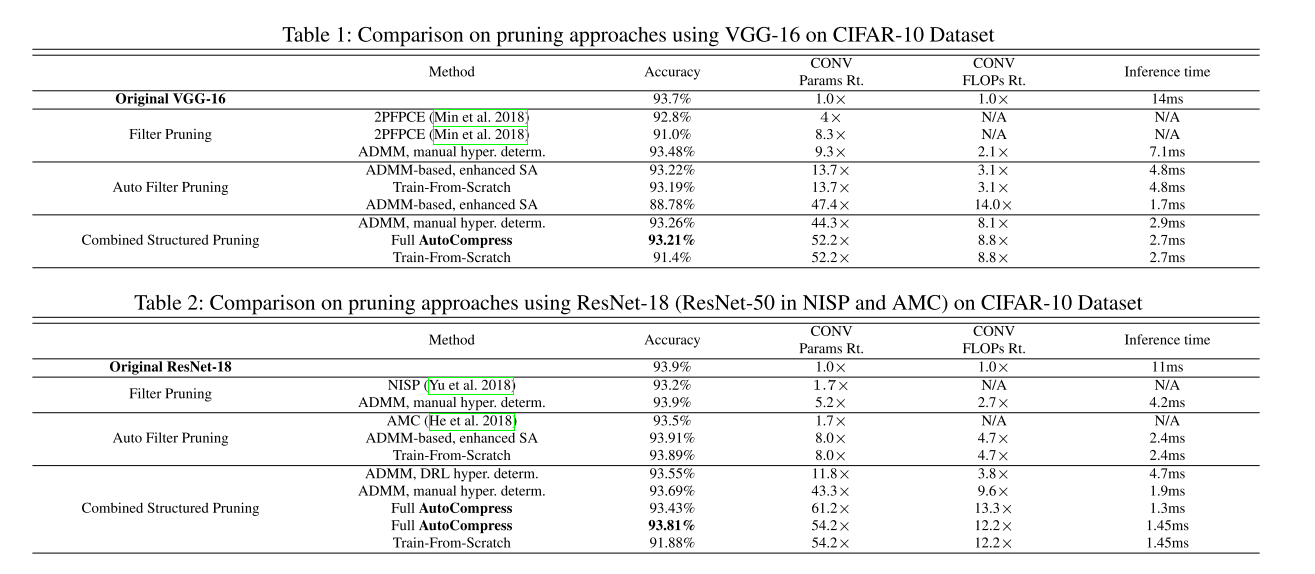 Table 1: Comparison on pruning approaches using VGG-16 on CIFAR-10 Dataset
Method Accuracy CONV Params Rt. CONV FLOPs Rt. Inference time
Original VGG-16 93.7% 1.0× 1.0× 14ms
2PFPCE (Min et al. 2018) 92.8% 4× N/A N/A
Filter Pruning 2PFPCE (Min et al. 2018) 91.0% 8.3× N/A N/A
ADMM, manual hyper. determ. 93.48% 9.3× 2.1× 7.1ms
ADMM-based, enhanced SA 93.22% 13.7× 3.1× 4.8ms
Auto Filter Pruning Train-From-Scratch 93.19% 13.7× 3.1× 4.8ms
ADMM-based, enhanced SA 88.78% 47.4× 14.0× 1.7ms
ADMM, manual hyper. determ. 93.26% 44.3× 8.1× 2.9ms
Combined Structured Pruning Full AutoCompress 93.21% 52.2× 8.8× 2.7ms
Train-From-Scratch 91.4% 52.2× 8.8× 2.7ms
Table 2: Comparison on pruning approaches using ResNet-18 (ResNet-50 in NISP and AMC) on CIFAR-10 Dataset
Method Accuracy CONV Params Rt. CONV FLOPs Rt. Inference time
Original ResNet-18 93.9% 1.0× 1.0× 11ms
Filter Pruning NISP (Yu et al. 2018) 93.2% 1.7× N/A N/A
ADMM, manual hyper. determ. 93.9% 5.2× 2.7× 4.2ms
AMC (He et al. 2018) 93.5% 1.7× N/A N/A
Auto Filter Pruning ADMM-based, enhanced SA 93.91% 8.0× 4.7× 2.4ms
Train-From-Scratch 93.89% 8.0× 4.7× 2.4ms
ADMM, DRL hyper. determ. 93.55% 11.8× 3.8× 4.7ms
ADMM, manual hyper. determ. 93.69% 43.3× 9.6× 1.9ms
Combined Structured Pruning Full AutoCompress 93.43% 61.2× 13.3× 1.3ms
Full AutoCompress 93.81% 54.2× 12.2× 1.45ms
Train-From-Scratch 91.88% 54.2× 12.2× 1.45ms